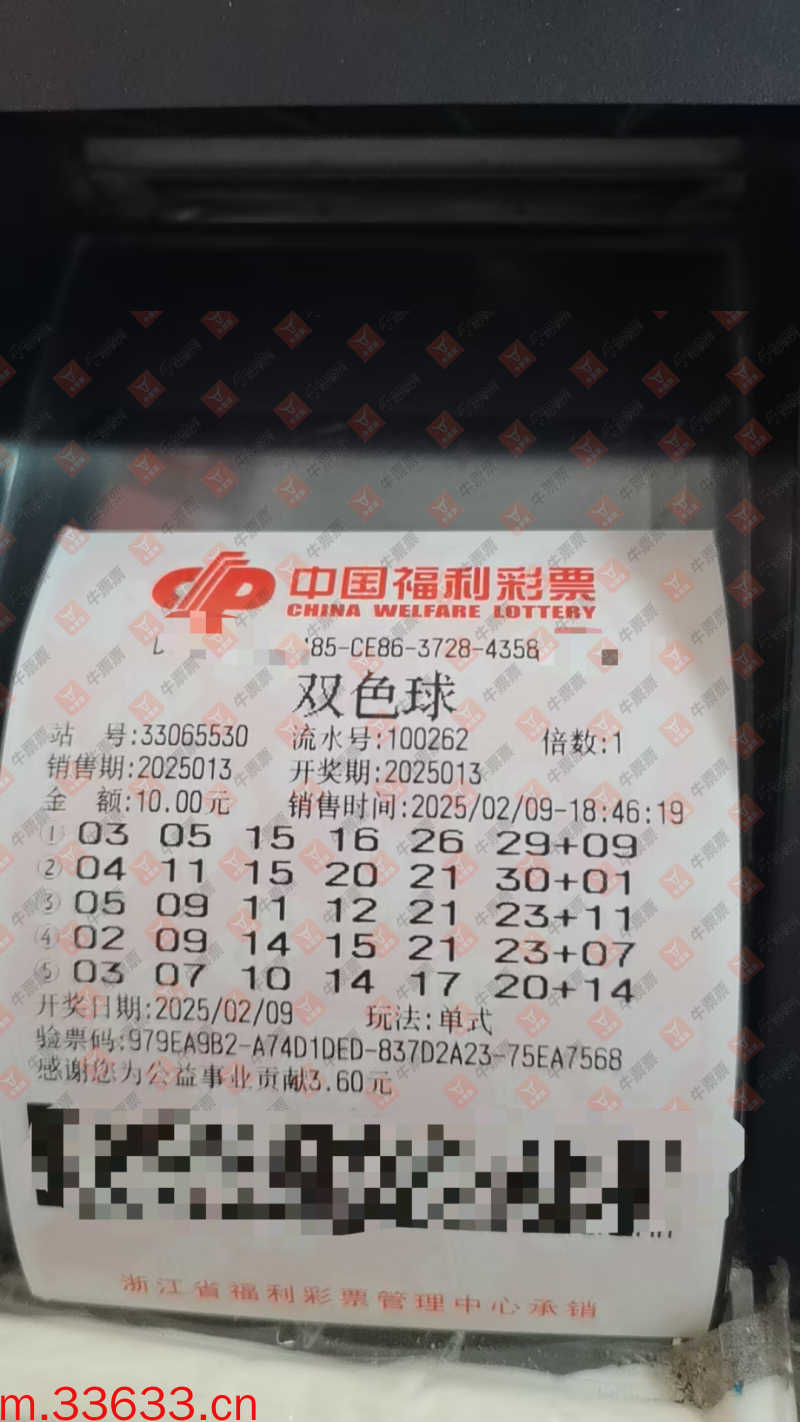 中国福利彩票
CHINA WELFARE LOTTERY
85-CE86-3728-4358
双色球
站 号:33065530 流水号:100262 倍数:1
销售期:2025013 开奖期:2025013
金 额:10.00元 销售时间:2025/02/09-18:46:19
① 03 05 15 16 26 29+09
② 04 11 15 20 21 30+01
③ 05 09 11 12 21 23+11
④ 02 09 14 15 21 23+07
⑤ 03 07 10 14 17 20+14
开奖日期:2025/02/09 玩法:单式
验票码:979EA9B2-A74D1DED-837D2A23-75EA7568
感谢您为公益事业贡献3.60元
浙江省福利彩票管理中心承销
m.33633.cn
牛票票